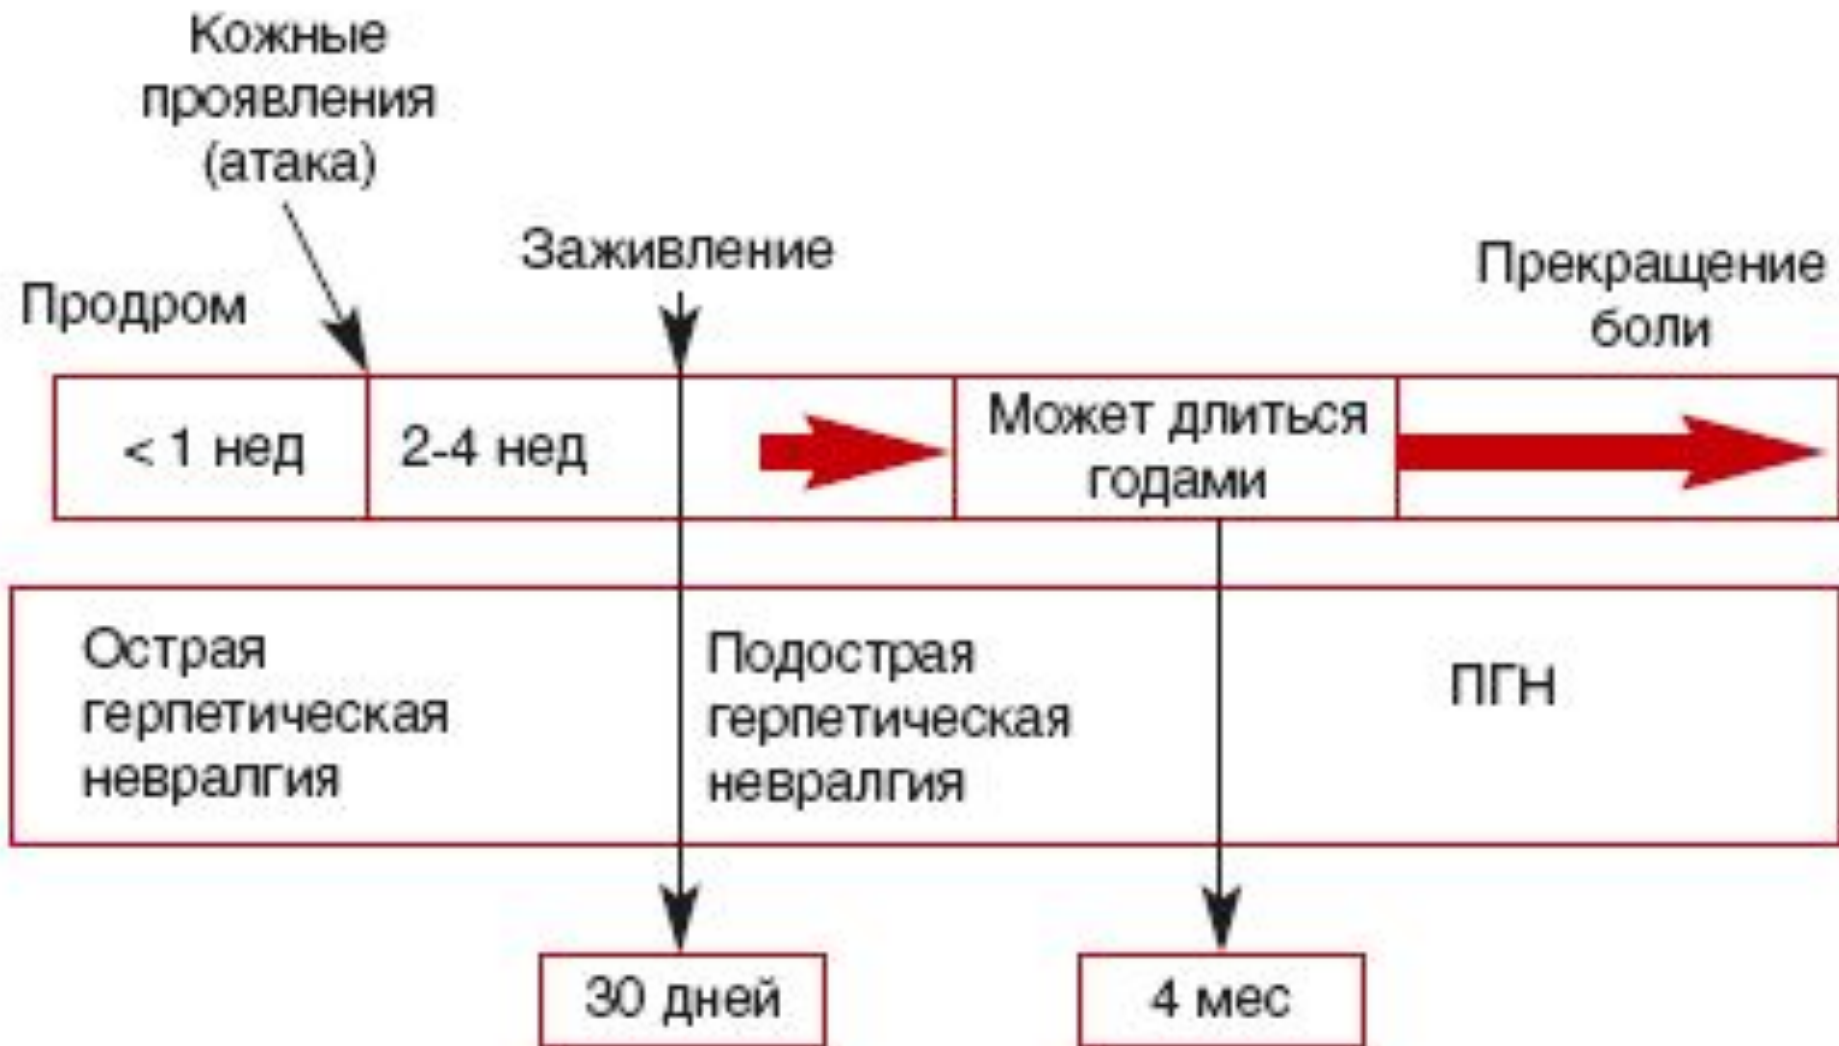 Кожные
проявления
(атака)
Заживление
Продром
Прекращение
боли
< 1 нед
2-4 нед
Может длиться
годами
Острая
герпетическая
невралгия
Подострая
герпетическая
невралгия
ПГН
30 дней
4 мес